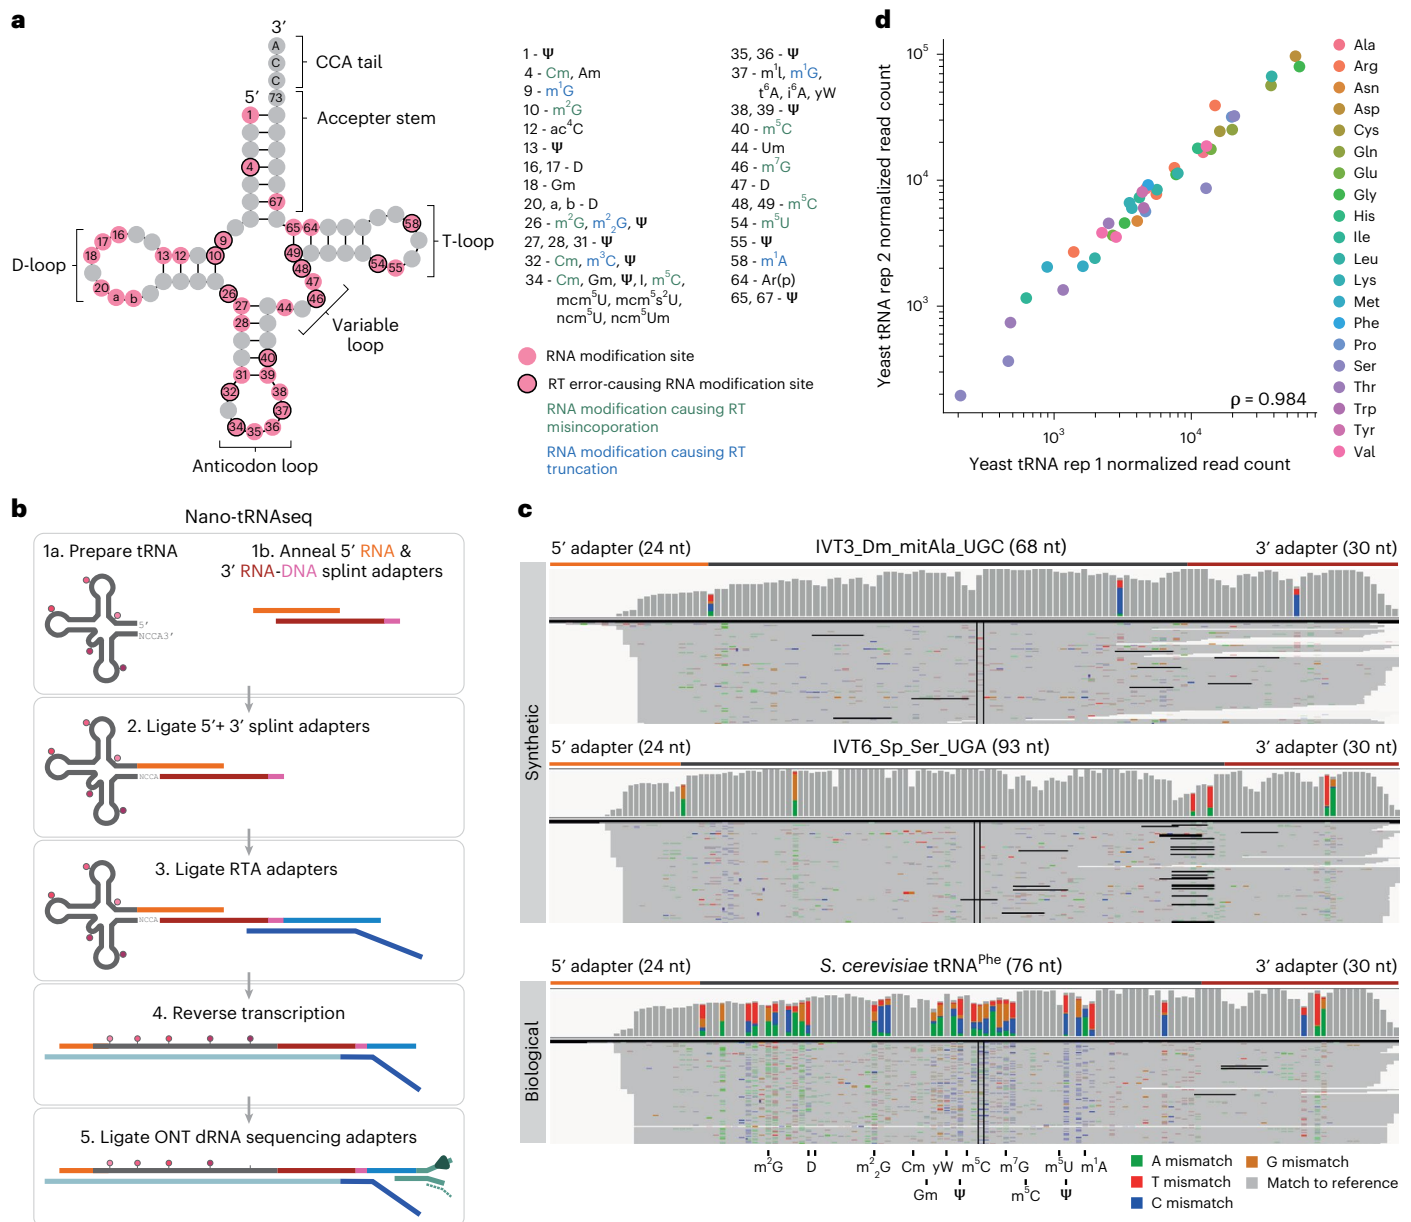 a
3′
A
C
C
CCA tail
5′
73
1
Accepter stem
4
67
65 64
58
T-loop
9
16
17
18
D-loop
13 12
10
49
48
54 55
20
a b
47
46
26
27
44
28
Variable
loop
40
31 39
32
38
37
34
35
36
Anticodon loop
1 - Ψ
4 - Cm, Am
9 - m¹G
10 - m²G
12 - ac⁴C
13 - Ψ
16, 17 - D
18 - Gm
20, a, b - D
26 - m²G, m²₂G, Ψ
27, 28, 31 - Ψ
32 - Cm, m³C, Ψ
34 - Cm, Gm, Ψ, I, m⁵C,
mcm⁵U, mcm⁵s²U,
ncm⁵U, ncm⁵Um
35, 36 - Ψ
37 - m¹I, m¹G,
t⁶A, i⁶A, yW
38, 39 - Ψ
40 - m⁵C
44 - Um
46 - m⁷G
47 - D
48, 49 - m⁵C
54 - m⁵U
55 - Ψ
58 - m¹A
64 - Ar(p)
65, 67 - Ψ
RNA modification site
RT error-causing RNA modification site
RNA modification causing RT
misincoporation
RNA modification causing RT
truncation
d
Yeast tRNA rep 2 normalized read count
10⁵
10⁴
10³
ρ = 0.984
10³
10⁴
Yeast tRNA rep 1 normalized read count
Ala
Arg
Asn
Asp
Cys
Gln
Glu
Gly
His
Ile
Leu
Lys
Met
Phe
Pro
Ser
Thr
Trp
Tyr
Val
b
Nano-tRNAseq
1a. Prepare tRNA
1b. Anneal 5′ RNA &
3′ RNA-DNA splint adapters
5′
NCCA3′
2. Ligate 5′+ 3′ splint adapters
NCCA
3. Ligate RTA adapters
NCCA
4. Reverse transcription
5. Ligate ONT dRNA sequencing adapters
c
Synthetic
5′ adapter (24 nt)
IVT3_Dm_mitAla_UGC (68 nt)
3′ adapter (30 nt)
5′ adapter (24 nt)
IVT6_Sp_Ser_UGA (93 nt)
3′ adapter (30 nt)
Biological
5′ adapter (24 nt)
S. cerevisiae tRNAᴾʰᵉ (76 nt)
3′ adapter (30 nt)
m²G D m²₂G Cm yW m⁵C m⁷G m⁵U m¹A
Gm Ψ m⁵C Ψ
A mismatch
T mismatch
C mismatch
G mismatch
Match to reference